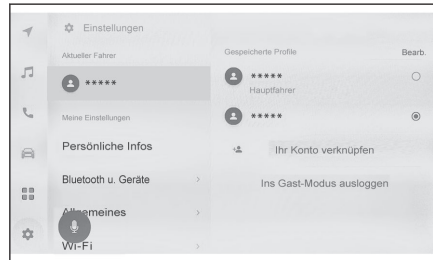 Einstellungen
Aktueller Fahrer
*****
Meine Einstellungen
Persönliche Infos
Bluetooth u. Geräte
Allgemeines
Wi-Fi
Gespeicherte Profile Bearb.
*****
Hauptfahrer
*****
Ihr Konto verknüpfen
Ins Gast-Modus ausloggen